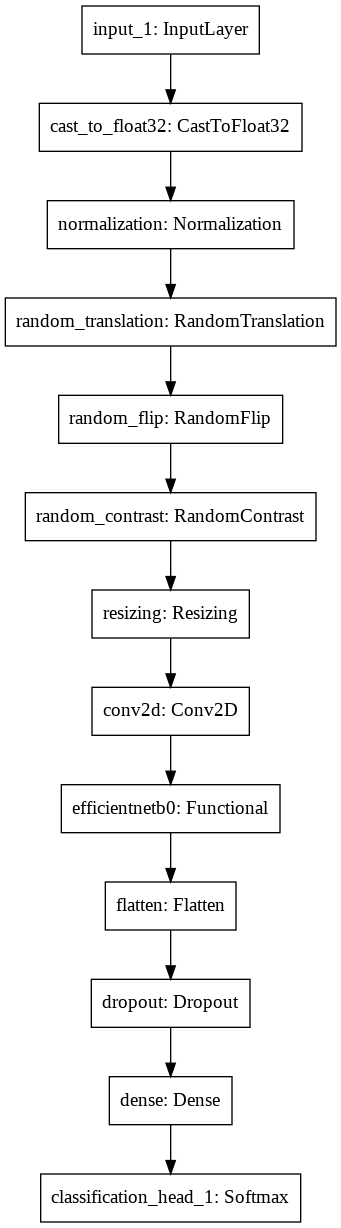 input_1: InputLayer
cast_to_float32: CastToFloat32
normalization: Normalization
random_translation: RandomTranslation
random_flip: RandomFlip
random_contrast: RandomContrast
resizing: Resizing
conv2d: Conv2D
efficientnetb0: Functional
flatten: Flatten
dropout: Dropout
dense: Dense
classification_head_1: Softmax